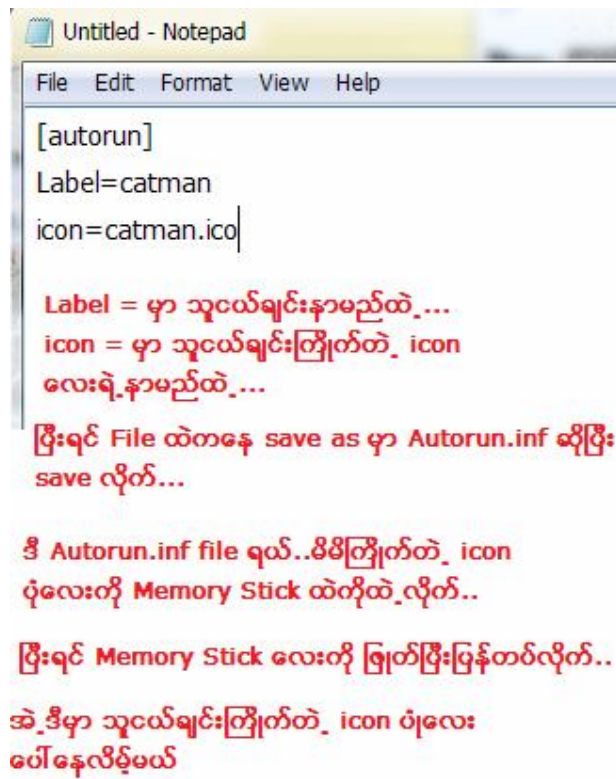 Untitled - Notepad
File Edit Format View Help
[autorun]
Label=catman
icon=catman.ico
Label = မှာ သူငယ်ချင်းနာမည်ထဲ့...
icon = မှာ သူငယ်ချင်းကြိုက်တဲ့ icon
လေးရဲ့နာမည်ထဲ့...
ပြီးရင် File ထဲကနေ save as မှာ Autorun.inf ဆိုပြီး
save လိုက်...
ဒီ Autorun.inf file ရယ်..မိမိကြိုက်တဲ့ icon
ပုံလေးကို Memory Stick ထဲကိုထဲ့လိုက်..
ပြီးရင် Memory Stick လေးကို ဖြုတ်ပြီးပြန်တပ်လိုက်..
အဲ့ဒီမှာ သူငယ်ချင်းကြိုက်တဲ့ icon ပုံလေး
ပေါ်နေလိမ့်မယ်